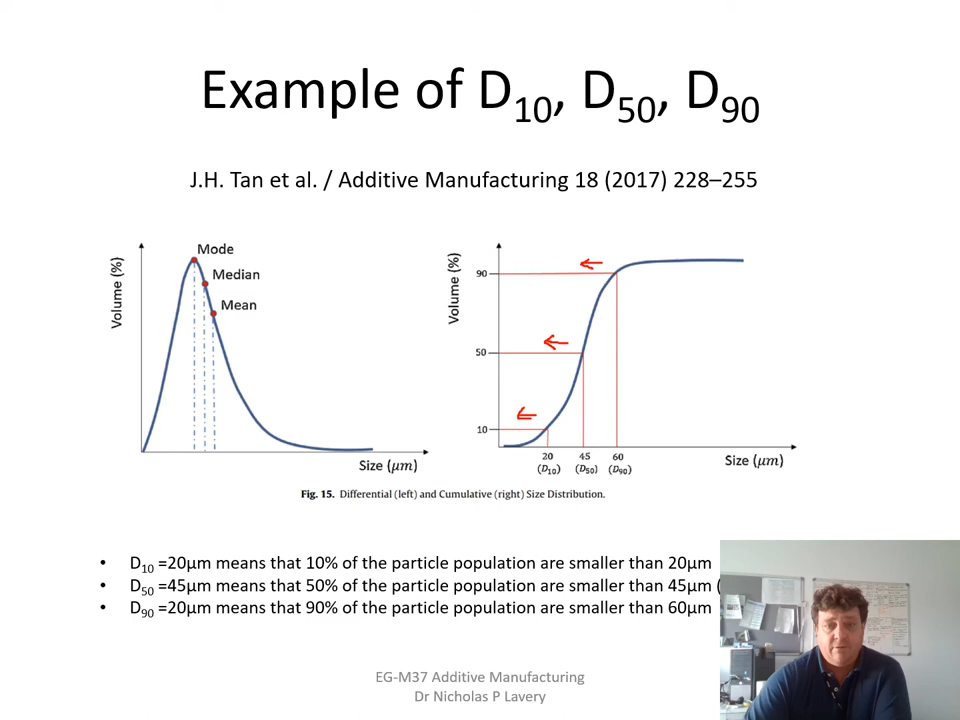 Example of D10, D50, D90
J.H. Tan et al. / Additive Manufacturing 18 (2017) 228–255
Mode
Median
Mean
Volume (%)
Size (μm)
Volume (%)
90
50
10
20 45 60
(D10) (D50) (D90)
Size (μm)
Fig. 15. Differential (left) and Cumulative (right) Size Distribution.
• D10 =20μm means that 10% of the particle population are smaller than 20μm
• D50 =45μm means that 50% of the particle population are smaller than 45μm (
• D90 =20μm means that 90% of the particle population are smaller than 60μm
EG-M37 Additive Manufacturing
Dr Nicholas P Lavery